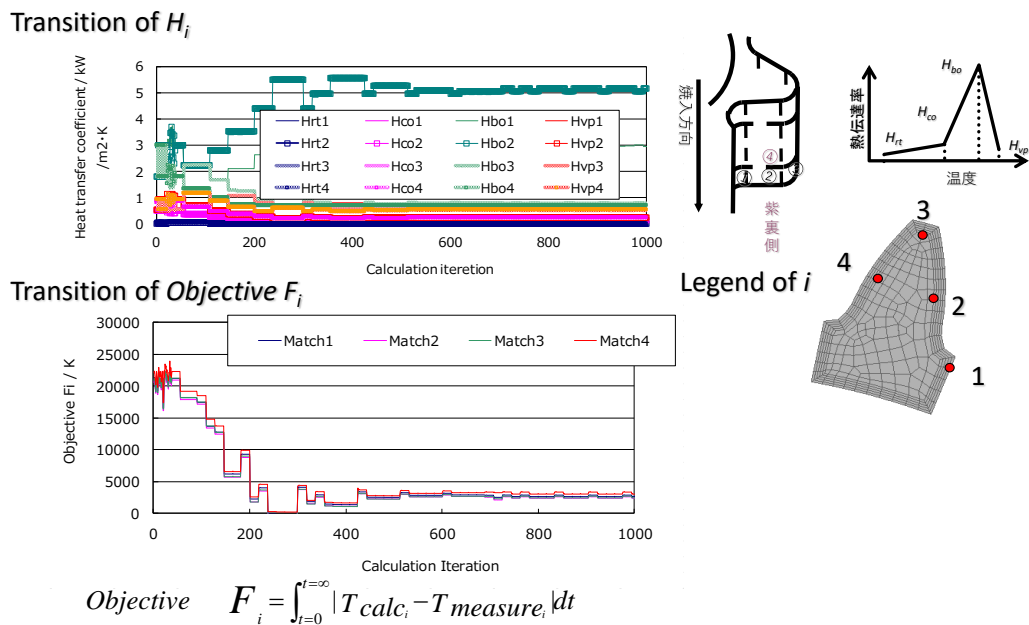 Transition of Hi
Heat transfer coefficient / kW
/m2・K
6
5
4
3
2
1
0
Hrt1 Hco1 Hbo1 Hvp1
Hrt2 Hco2 Hbo2 Hvp2
Hrt3 Hco3 Hbo3 Hvp3
Hrt4 Hco4 Hbo4 Hvp4
0 200 400 600 800 1000
Calculation iteretion
焼入方向
① ② ③
④
紫裏側
熱伝達率
Hrt
Hco
Hbo
Hvp
温度
Legend of i
3
4
2
1
Transition of Objective Fi
Objective Fi / K
30000
25000
20000
15000
10000
5000
0
Match1 Match2 Match3 Match4
0 200 400 600 800 1000
Calculation Iteration
Objective Fi = ∫t=0t=∞ |Tcalci − Tmeasurei| dt